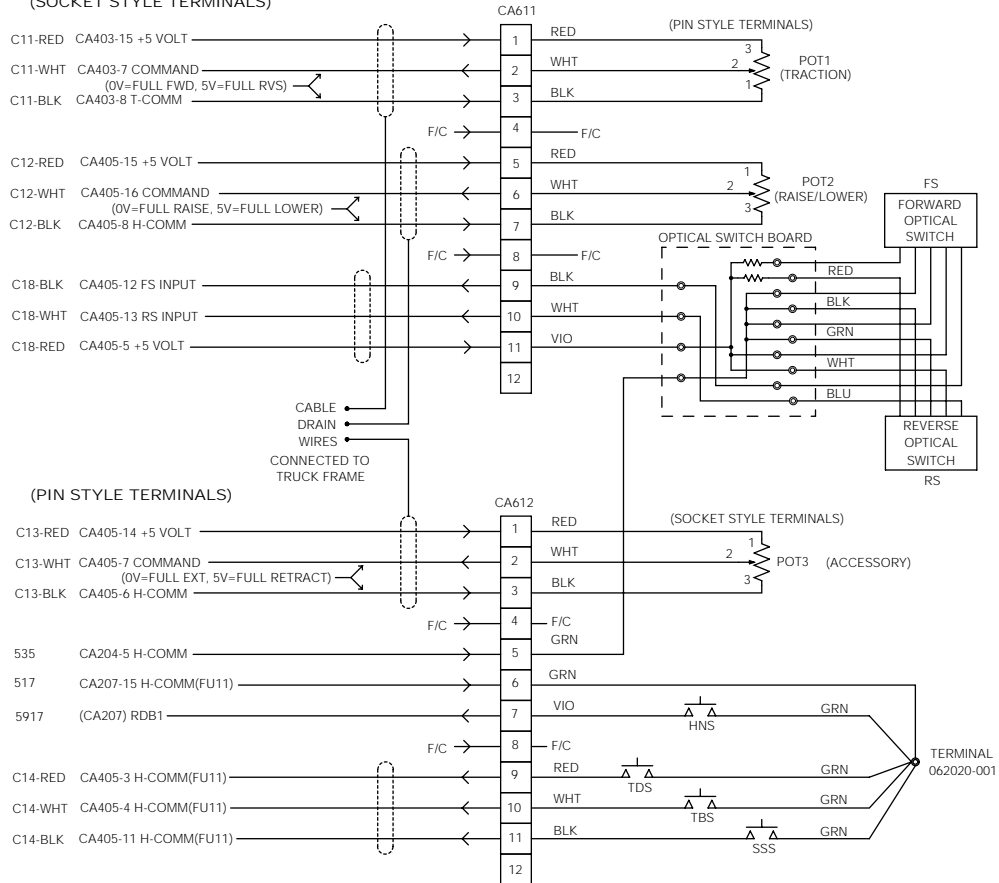 (SOCKET STYLE TERMINALS)
CA611
(PIN STYLE TERMINALS)
C11-RED CA403-15 +5 VOLT
1
RED
3
C11-WHT CA403-7 COMMAND
2
WHT
2
POT1
(TRACTION)
(0V=FULL FWD, 5V=FULL RVS)
1
C11-BLK CA403-8 T-COMM
3
BLK
F/C
4
F/C
C12-RED CA405-15 +5 VOLT
5
RED
1
C12-WHT CA405-16 COMMAND
6
WHT
2
POT2
(RAISE/LOWER)
(0V=FULL RAISE, 5V=FULL LOWER)
3
C12-BLK CA405-8 H-COMM
7
BLK
FS
FORWARD
OPTICAL
SWITCH
OPTICAL SWITCH BOARD
F/C
8
F/C
C18-BLK CA405-12 FS INPUT
9
BLK
RED
C18-WHT CA405-13 RS INPUT
10
WHT
BLK
C18-RED CA405-5 +5 VOLT
11
VIO
GRN
12
WHT
BLU
CABLE
DRAIN
WIRES
CONNECTED TO
TRUCK FRAME
REVERSE
OPTICAL
SWITCH
RS
(PIN STYLE TERMINALS)
CA612
(SOCKET STYLE TERMINALS)
C13-RED CA405-14 +5 VOLT
1
RED
1
C13-WHT CA405-7 COMMAND
2
WHT
2
POT3 (ACCESSORY)
(0V=FULL EXT, 5V=FULL RETRACT)
3
C13-BLK CA405-6 H-COMM
3
BLK
F/C
4
F/C
535 CA204-5 H-COMM
5
GRN
517 CA207-15 H-COMM(FU11)
6
GRN
5917 (CA207) RDB1
7
VIO
HNS
GRN
F/C
8
F/C
TERMINAL
062020-001
C14-RED CA405-3 H-COMM(FU11)
9
RED
TDS
GRN
C14-WHT CA405-4 H-COMM(FU11)
10
WHT
TBS
GRN
C14-BLK CA405-11 H-COMM(FU11)
11
BLK
SSS
GRN
12